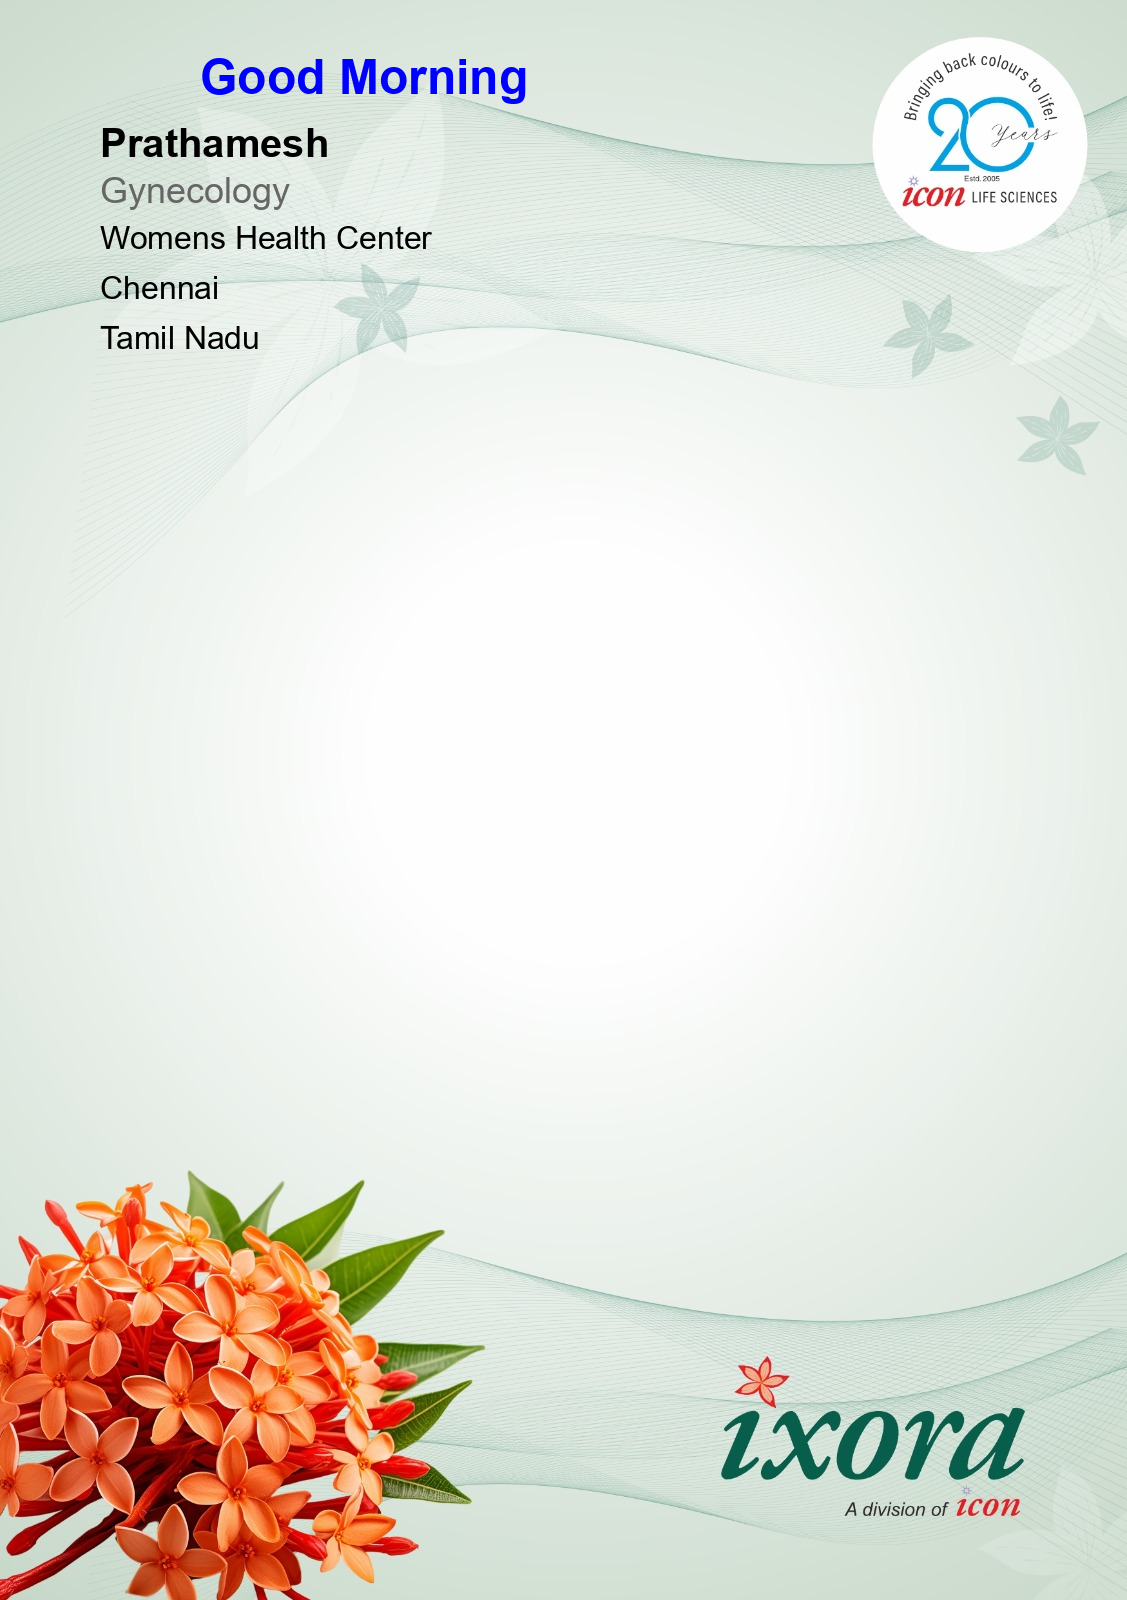 Good Morning
Prathamesh
Gynecology
Womens Health Center
Chennai
Tamil Nadu
Bringing back colours to life!
20 Years
Estd. 2005
icon LIFE SCIENCES
ixora
A division of icon